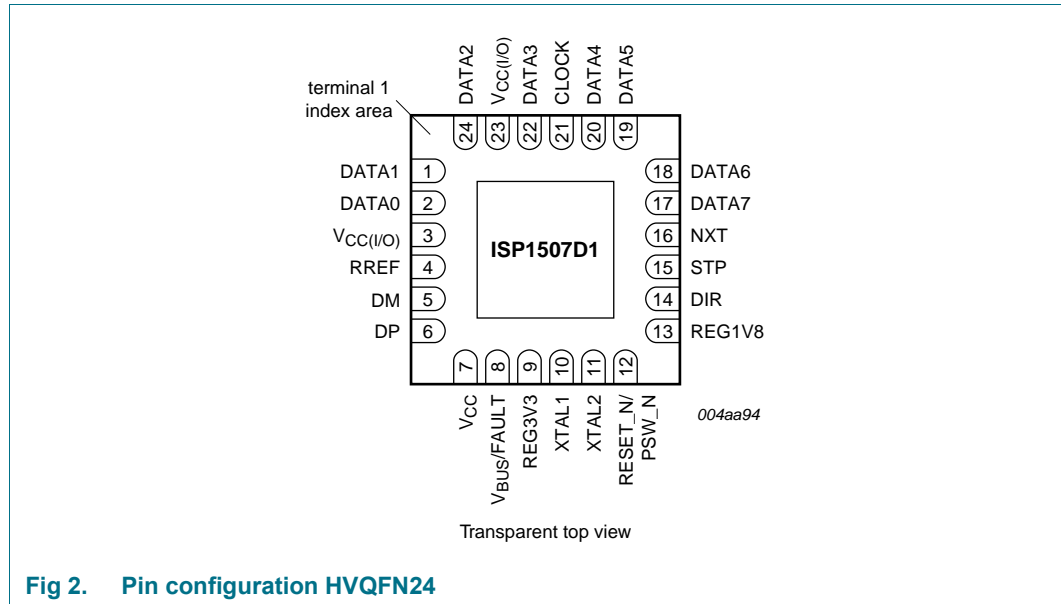 DATA2
VCC(I/O)
DATA3
CLOCK
DATA4
DATA5
terminal 1
index area
24
23
22
21
20
19
DATA1 1
DATA0 2
VCC(I/O) 3
RREF 4
DM 5
DP 6
ISP1507D1
18 DATA6
17 DATA7
16 NXT
15 STP
14 DIR
13 REG1V8
7
8
9
10
11
12
VCC
VBUS/FAULT
REG3V3
XTAL1
XTAL2
RESET_N/
PSW_N
004aa94
Transparent top view
Fig 2. Pin configuration HVQFN24